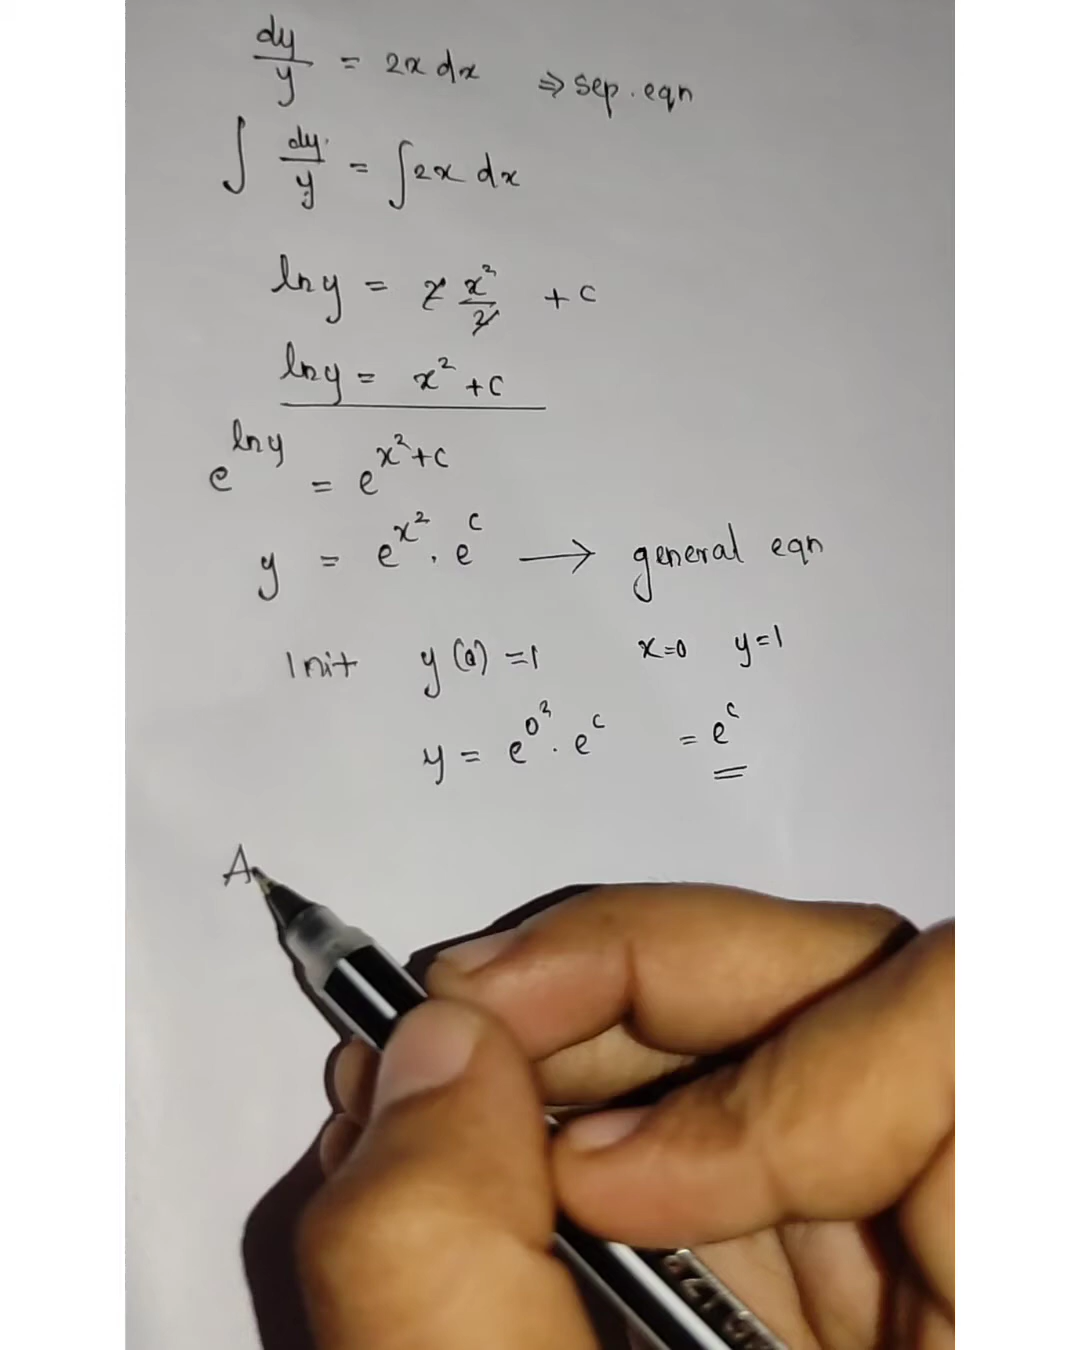 dy/y = 2x dx ⇒ sep. eqn
∫ dy/y = ∫2x dx
ln y = 2 x²/2 + c
ln y = x² + c
e^(ln y) = e^(x²+c)
y = e^(x²) . e^c → general eqn
Init y(0) = 1 x=0 y=1
y = e^(0²) . e^c = e^c
A